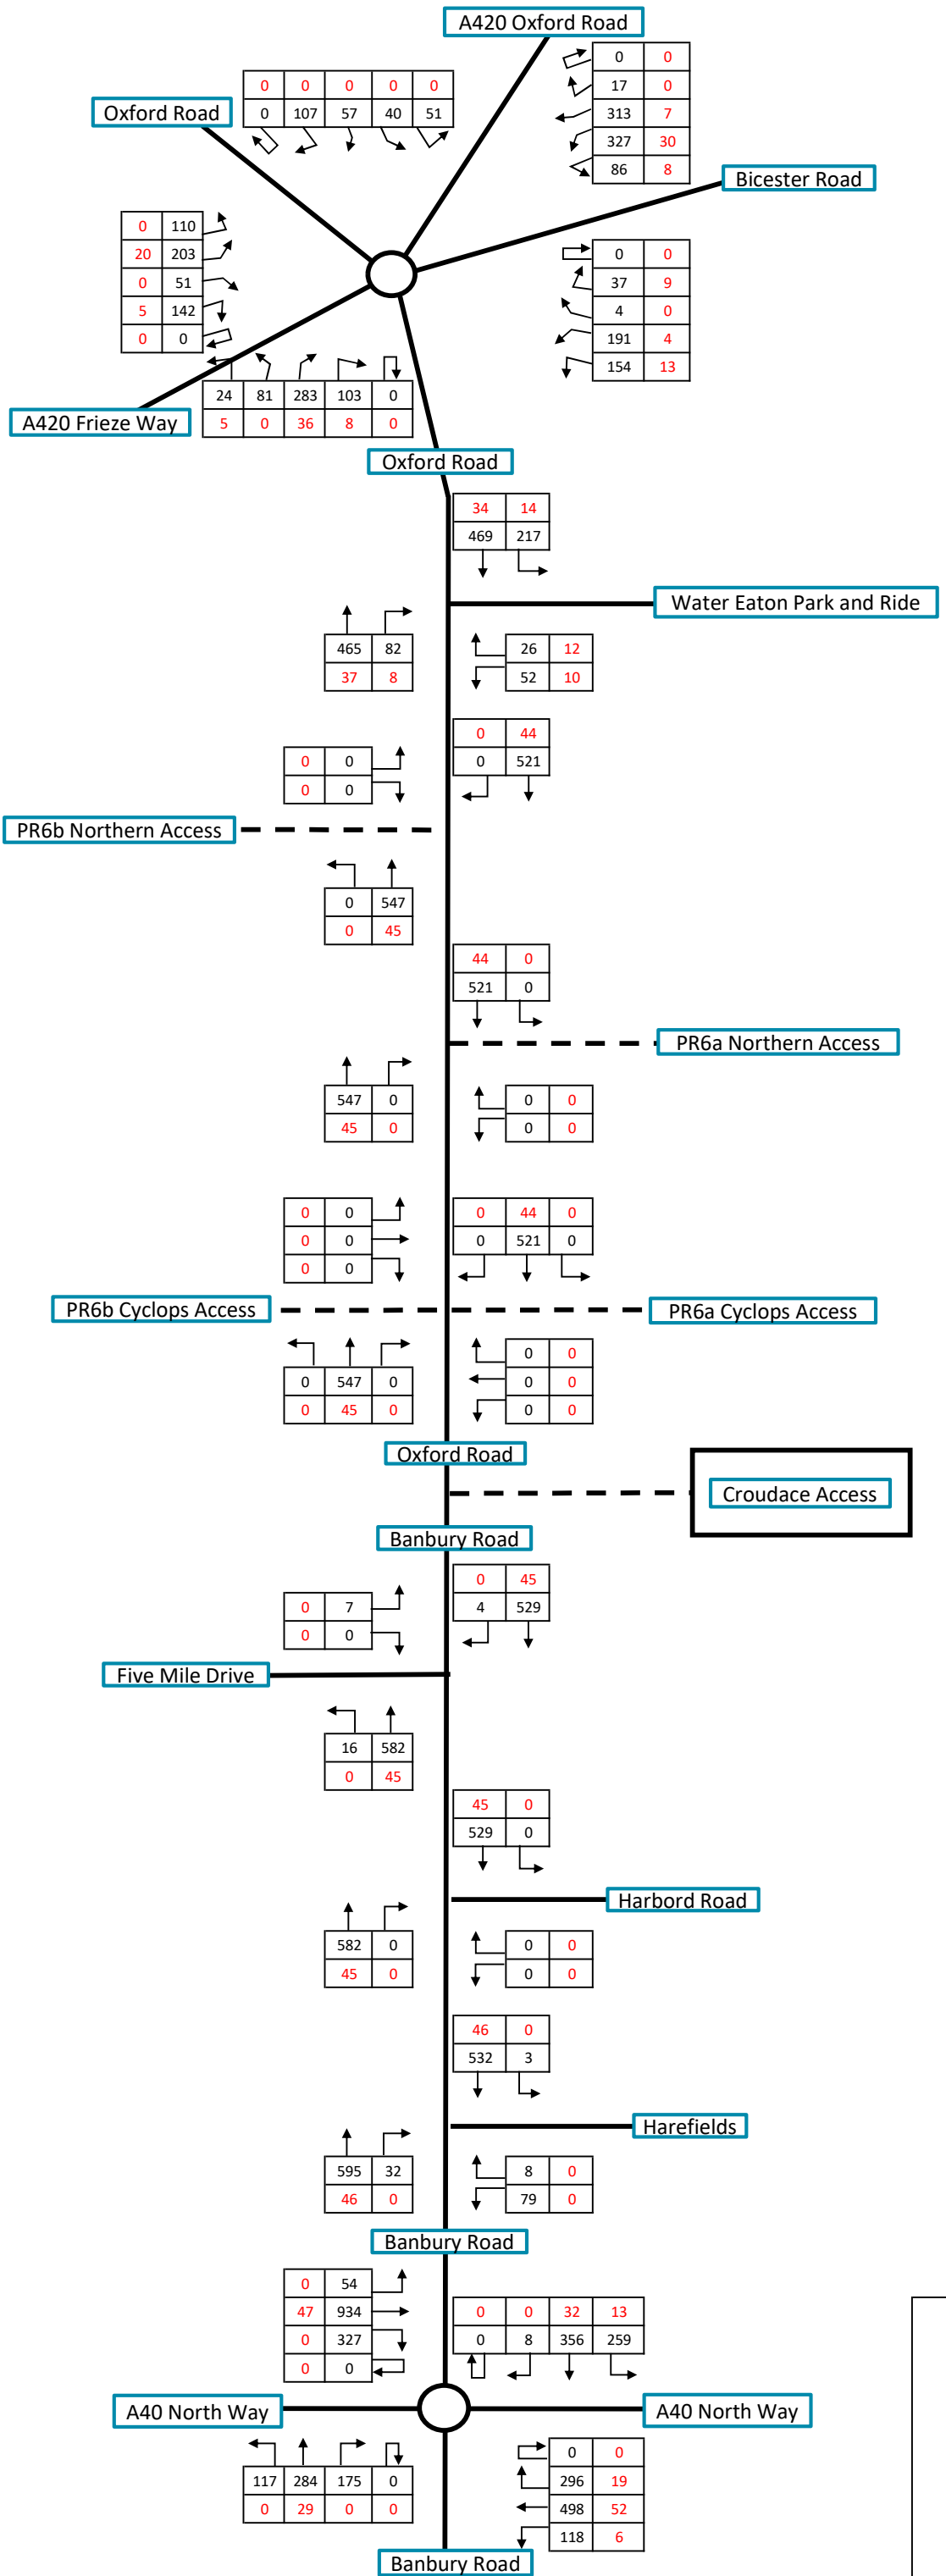 A420 Oxford Road
0 0
17 0
313 7
327 30
86 8
0 0 0 0 0
0 107 57 40 51
Oxford Road
Bicester Road
0 110
20 203
0 51
5 142
0 0
0 0
37 9
4 0
191 4
154 13
24 81 283 103 0
5 0 36 8 0
A420 Frieze Way
Oxford Road
34 14
469 217
Water Eaton Park and Ride
465 82
37 8
26 12
52 10
0 44
0 521
0 0
0 0
PR6b Northern Access
0 547
0 45
44 0
521 0
PR6a Northern Access
547 0
45 0
0 0
0 0
0 0
0 0
0 0
0 44 0
0 521 0
PR6b Cyclops Access
PR6a Cyclops Access
0 547 0
0 45 0
0 0
0 0
0 0
Oxford Road
Croudace Access
Banbury Road
0 45
4 529
0 7
0 0
Five Mile Drive
16 582
0 45
45 0
529 0
Harbord Road
582 0
45 0
0 0
0 0
46 0
532 3
Harefields
595 32
46 0
8 0
79 0
Banbury Road
0 54
47 934
0 327
0 0
0 0 32 13
0 8 356 259
A40 North Way
A40 North Way
117 284 175 0
0 29 0 0
0 0
296 19
498 52
118 6
Banbury Road